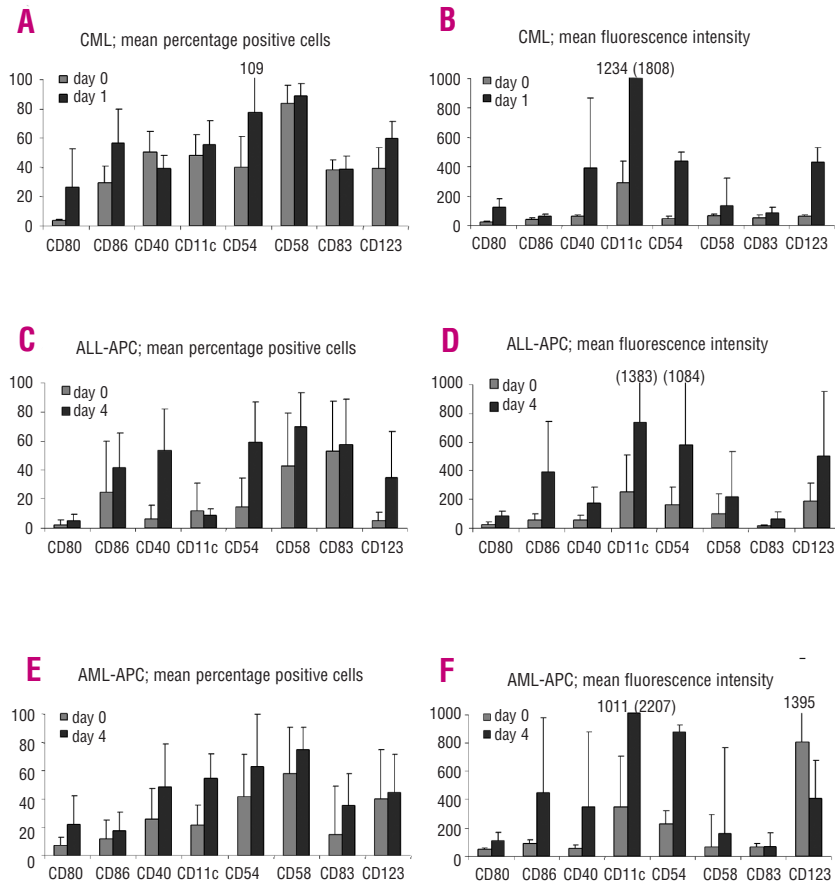 A
CML; mean percentage positive cells
109
day 0
day 1
100
80
60
40
20
0
CD80 CD86 CD40 CD11c CD54 CD58 CD83 CD123
B
CML; mean fluorescence intensity
1234 (1808)
day 0
day 1
1000
800
600
400
200
0
CD80 CD86 CD40 CD11c CD54 CD58 CD83 CD123
C
ALL-APC; mean percentage positive cells
day 0
day 4
100
80
60
40
20
0
CD80 CD86 CD40 CD11c CD54 CD58 CD83 CD123
D
ALL-APC; mean fluorescence intensity
(1383) (1084)
day 0
day 4
1000
800
600
400
200
0
CD80 CD86 CD40 CD11c CD54 CD58 CD83 CD123
E
AML-APC; mean percentage positive cells
day 0
day 4
100
80
60
40
20
0
CD80 CD86 CD40 CD11c CD54 CD58 CD83 CD123
F
AML-APC; mean fluorescence intensity
1011 (2207) 1395
day 0
day 4
1000
800
600
400
200
0
CD80 CD86 CD40 CD11c CD54 CD58 CD83 CD123